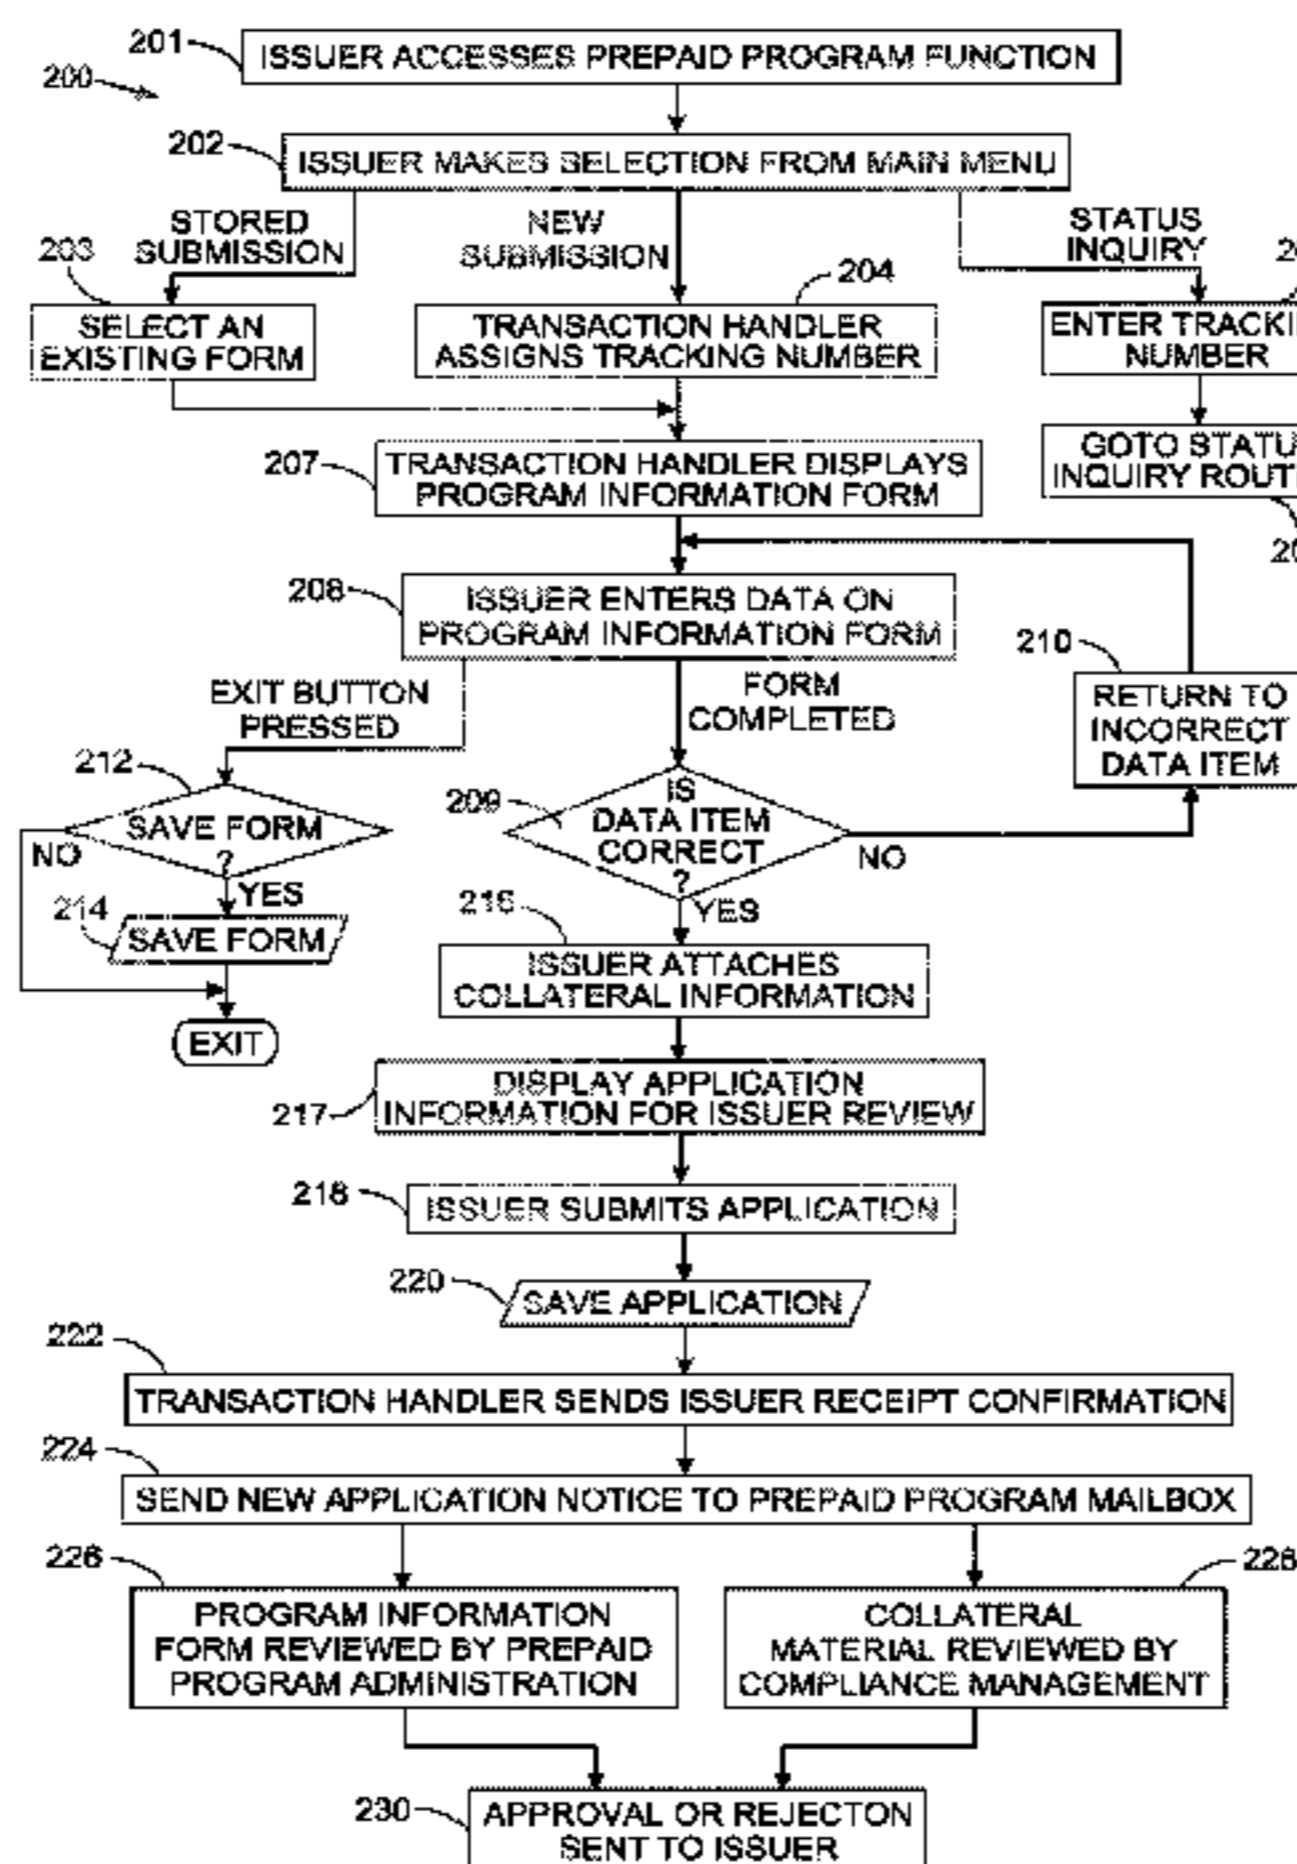 201
ISSUER ACCESSES PREPAID PROGRAM FUNCTION
200
202
ISSUER MAKES SELECTION FROM MAIN MENU
STORED
SUBMISSION
NEW
SUBMISSION
STATUS
INQUIRY
203
SELECT AN
EXISTING FORM
204
TRANSACTION HANDLER
ASSIGNS TRACKING NUMBER
ENTER
NUMBER
GOTO
INQUIRY
207
TRANSACTION HANDLER DISPLAYS
PROGRAM INFORMATION FORM
208
ISSUER ENTERS DATA ON
PROGRAM INFORMATION FORM
210
RETURN TO
INCORRECT
DATA ITEM
EXIT BUTTON
PRESSED
FORM
COMPLETED
212
SAVE FORM
?
NO
YES
209
IS
DATA ITEM
CORRECT
?
NO
YES
214
SAVE FORM
EXIT
216
ISSUER ATTACHES
COLLATERAL INFORMATION
217
DISPLAY APPLICATION
INFORMATION FOR ISSUER REVIEW
218
ISSUER SUBMITS APPLICATION
220
SAVE APPLICATION
222
TRANSACTION HANDLER SENDS ISSUER RECEIPT CONFIRMATION
224
SEND NEW APPLICATION NOTICE TO PREPAID PROGRAM MAILBOX
226
PROGRAM INFORMATION
FORM REVIEWED BY PREPAID
PROGRAM ADMINISTRATION
228
COLLATERAL
MATERIAL REVIEWED BY
COMPLIANCE MANAGEMENT
230
APPROVAL OR REJECTON
SENT TO ISSUER